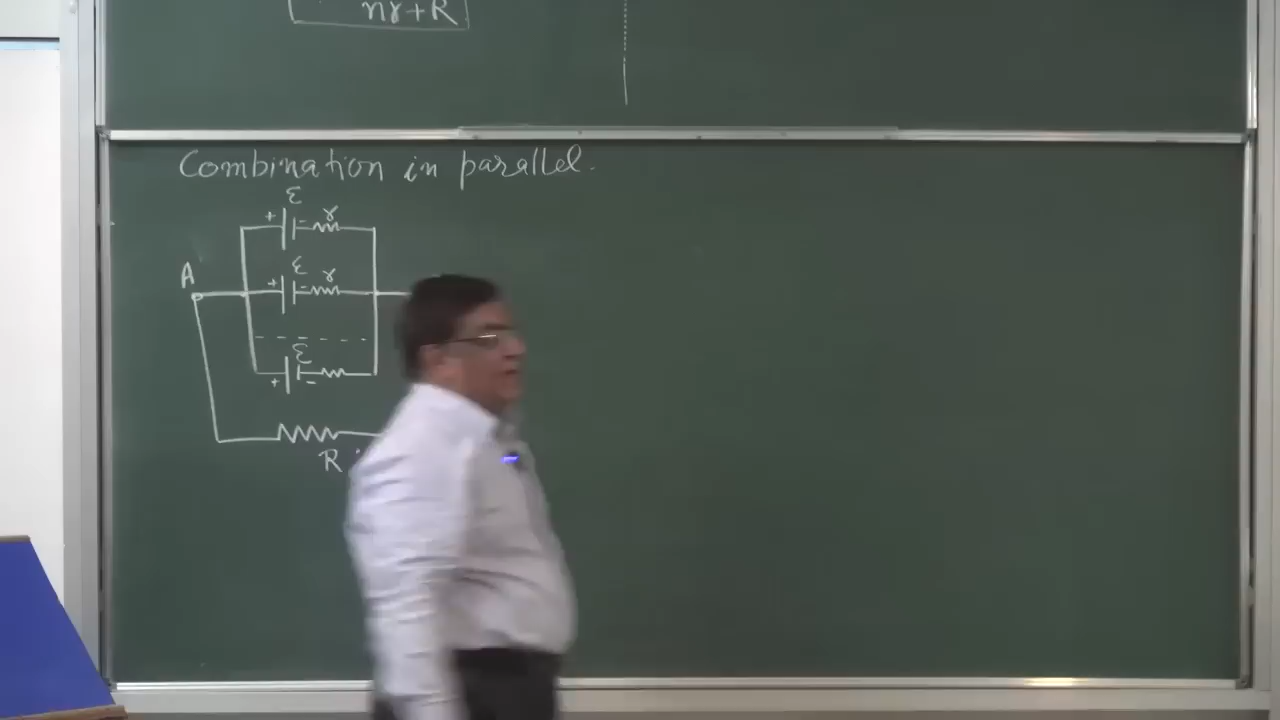 nr+R
Combination in parallel.
ε
+ - r
A
ε
+ - r
ε
+ -
R